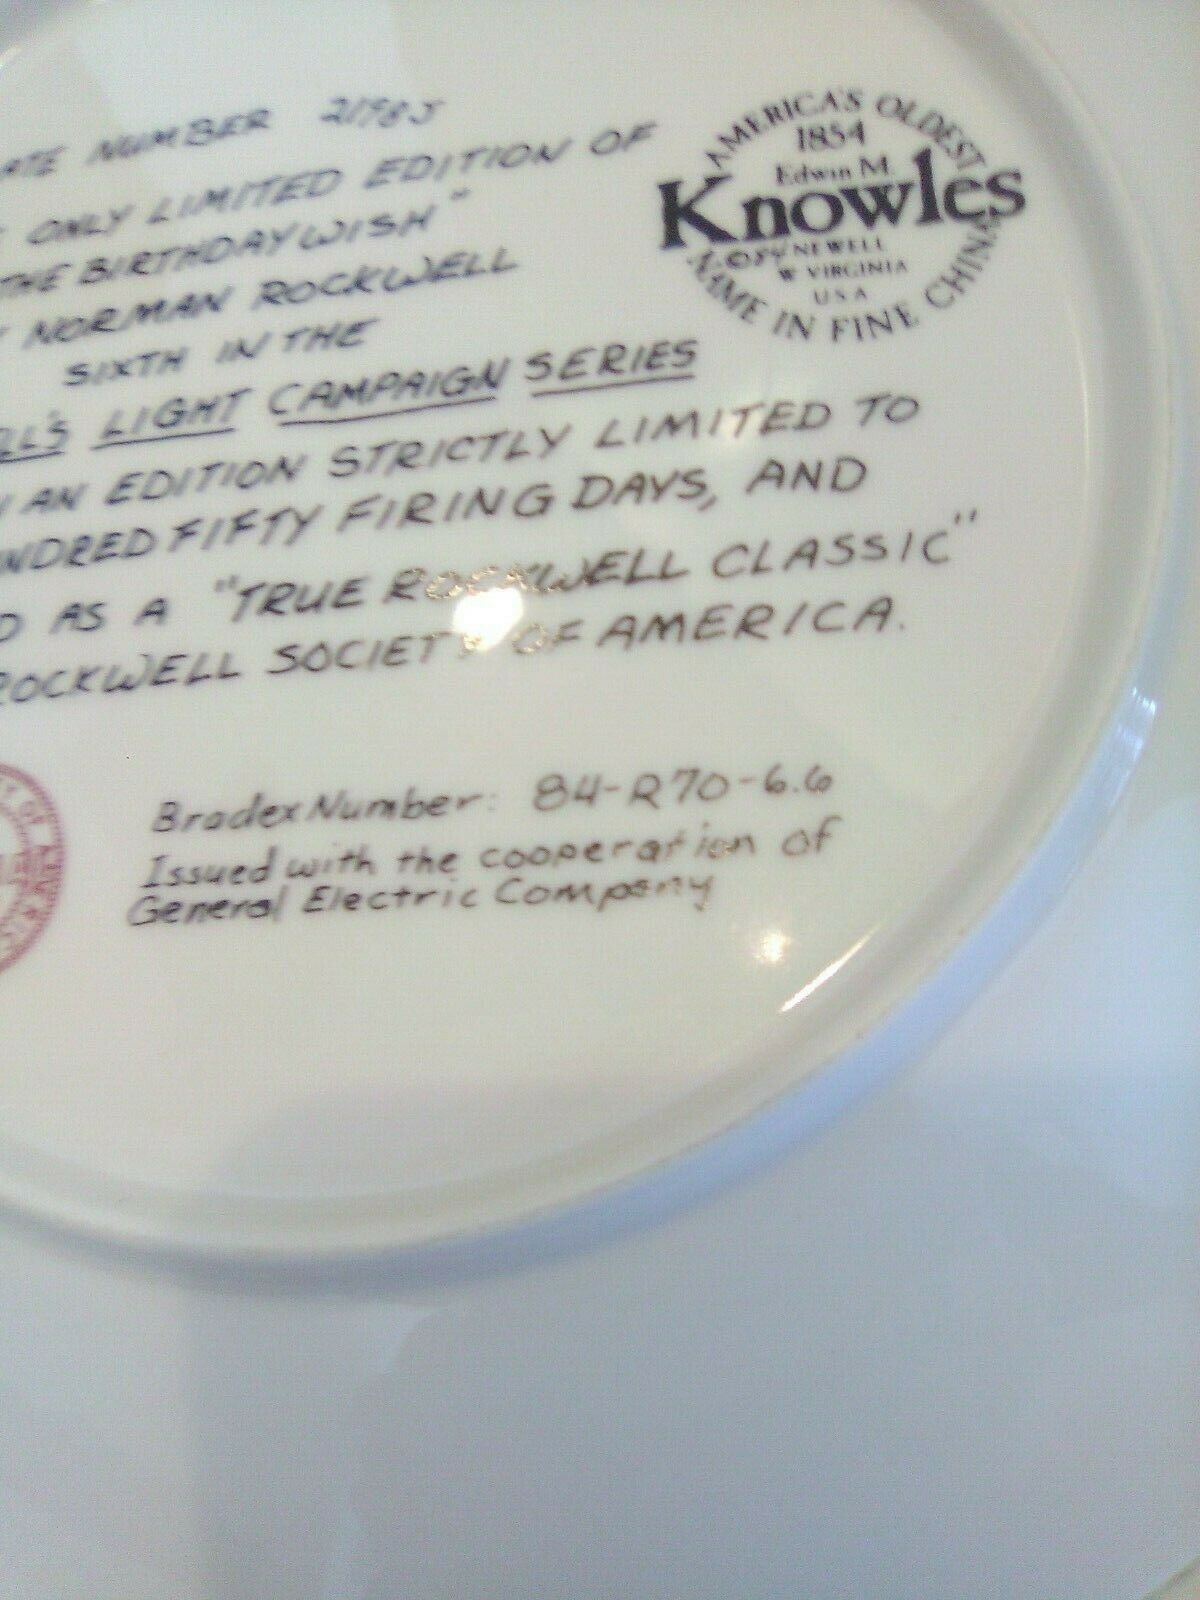 NUMBER 21985
ONLY LIMITED EDITION OF
THE BIRTHDAY WISH"
NORMAN ROCKWELL
SIXTH IN THE
LIGHT CAMPAIGN SERIES
AN EDITION STRICTLY LIMITED TO
FIFTY FIRING DAYS, AND
AS A "TRUE ROCKWELL CLASSIC"
ROCKWELL SOCIETY OF AMERICA.
AMERICA'S OLDEST
1854
Edwin M.
Knowles
NEWELL
W VIRGINIA
USA
NAME IN FINE CHINA
Bradex Number: 84-R70-6.6
Issued with the cooperation of
General Electric Company